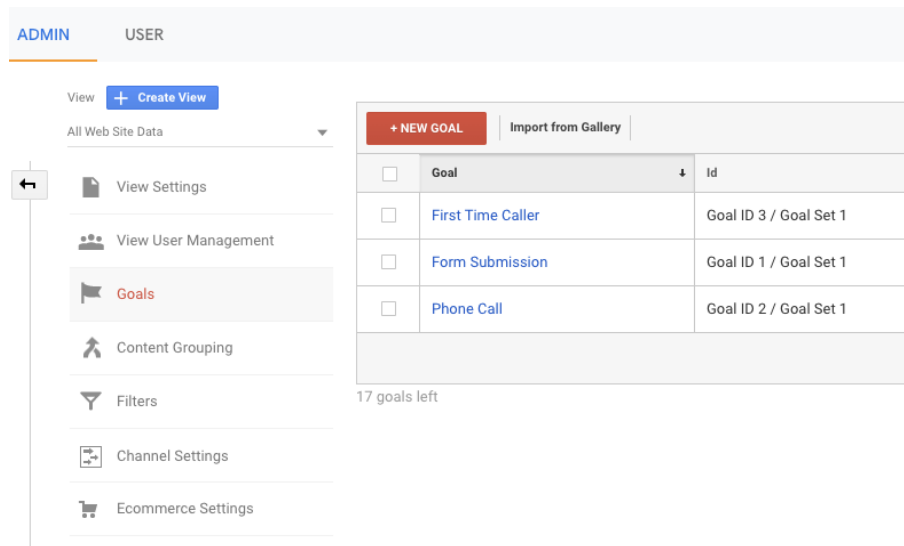 ADMIN USER
View + Create View
All Web Site Data
View Settings
View User Management
Goals
Content Grouping
Filters
Channel Settings
Ecommerce Settings
+ NEW GOAL Import from Gallery
Goal Id
First Time Caller Goal ID 3 / Goal Set 1
Form Submission Goal ID 1 / Goal Set 1
Phone Call Goal ID 2 / Goal Set 1
17 goals left